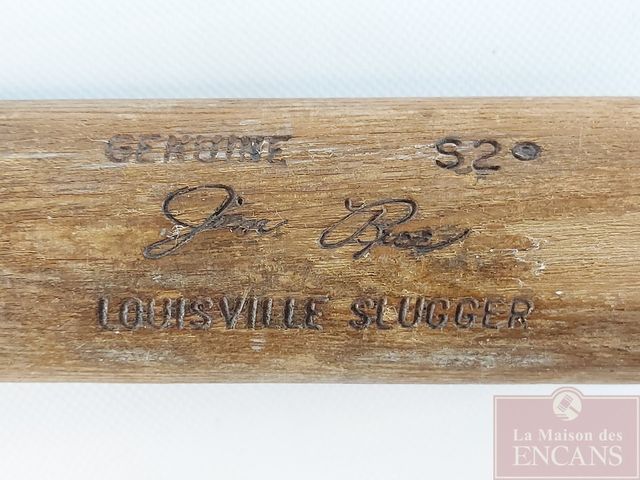 GENUINE S2
Jim Rice
LOUISVILLE SLUGGER
La Maison des
ENCANS